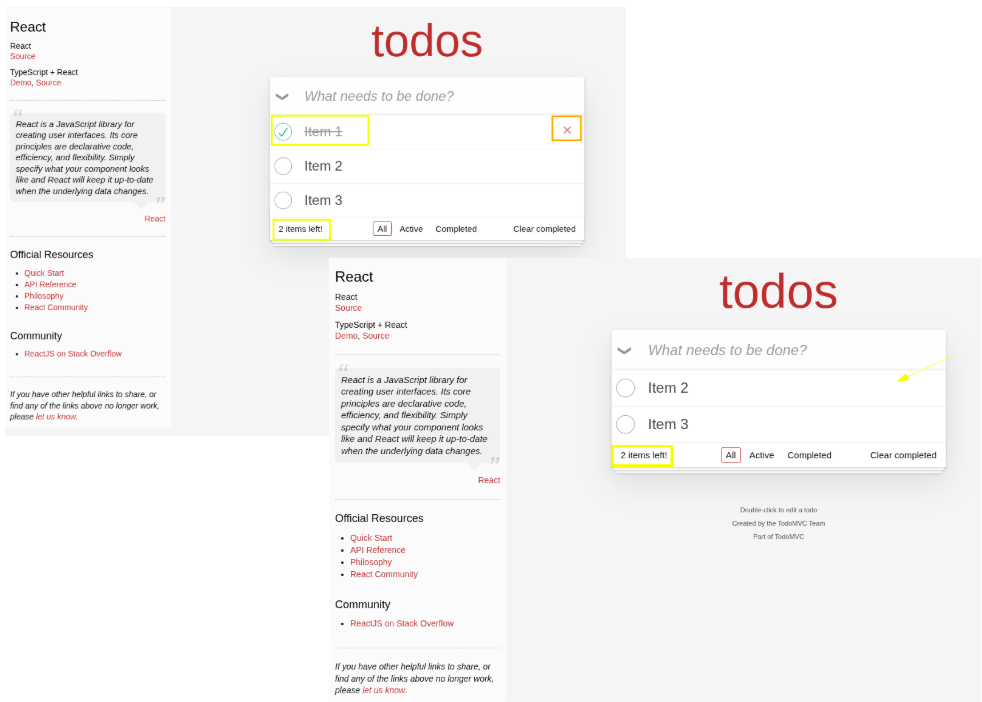 React
React
Source
TypeScript + React
Demo, Source
“
React is a JavaScript library for
creating user interfaces. Its core
principles are declarative code,
efficiency, and flexibility. Simply
specify what your component looks
like and React will keep it up-to-date
when the underlying data changes.
”
React
Official Resources
• Quick Start
• API Reference
• Philosophy
• React Community
Community
• ReactJS on Stack Overflow
If you have other helpful links to share, or
find any of the links above no longer work,
please let us know.
todos
What needs to be done?
Item 1 ×
Item 2
Item 3
2 items left! All Active Completed Clear completed
React
React
Source
TypeScript + React
Demo, Source
“
React is a JavaScript library for
creating user interfaces. Its core
principles are declarative code,
efficiency, and flexibility. Simply
specify what your component looks
like and React will keep it up-to-date
when the underlying data changes.
”
React
Official Resources
• Quick Start
• API Reference
• Philosophy
• React Community
Community
• ReactJS on Stack Overflow
If you have other helpful links to share, or
find any of the links above no longer work,
please let us know.
todos
What needs to be done?
Item 2
Item 3
2 items left! All Active Completed Clear completed
Double-click to edit a todo
Created by the TodoMVC Team
Part of TodoMVC